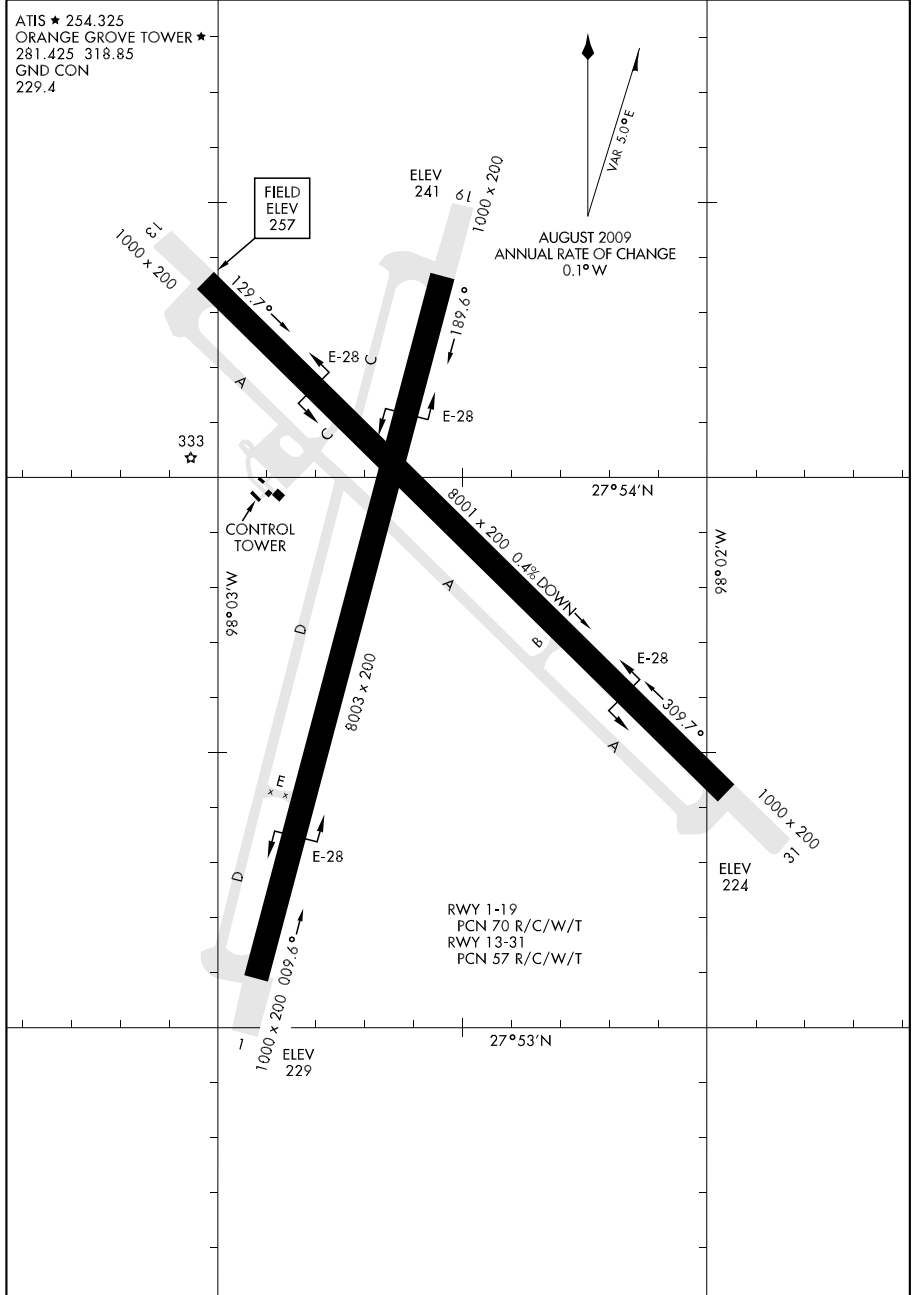 ATIS ★ 254.325
ORANGE GROVE TOWER ★
281.425 318.85
GND CON
229.4
VAR 5.0° E
AUGUST 2009
ANNUAL RATE OF CHANGE
0.1° W
ELEV
241
19
1000 x 200
FIELD
ELEV
257
13
1000 x 200
129.7°
189.6°
E-28
C
A
E-28
C
333
CONTROL
TOWER
27°54'N
8001 x 200 0.4% DOWN
98°03'W
98°02'W
A
D
B
E-28
8003 x 200
309.7°
A
E
x x
E-28
D
1000 x 200
31
ELEV
224
RWY 1-19
PCN 70 R/C/W/T
RWY 13-31
PCN 57 R/C/W/T
009.6°
1000 x 200
1
ELEV
229
27°53'N